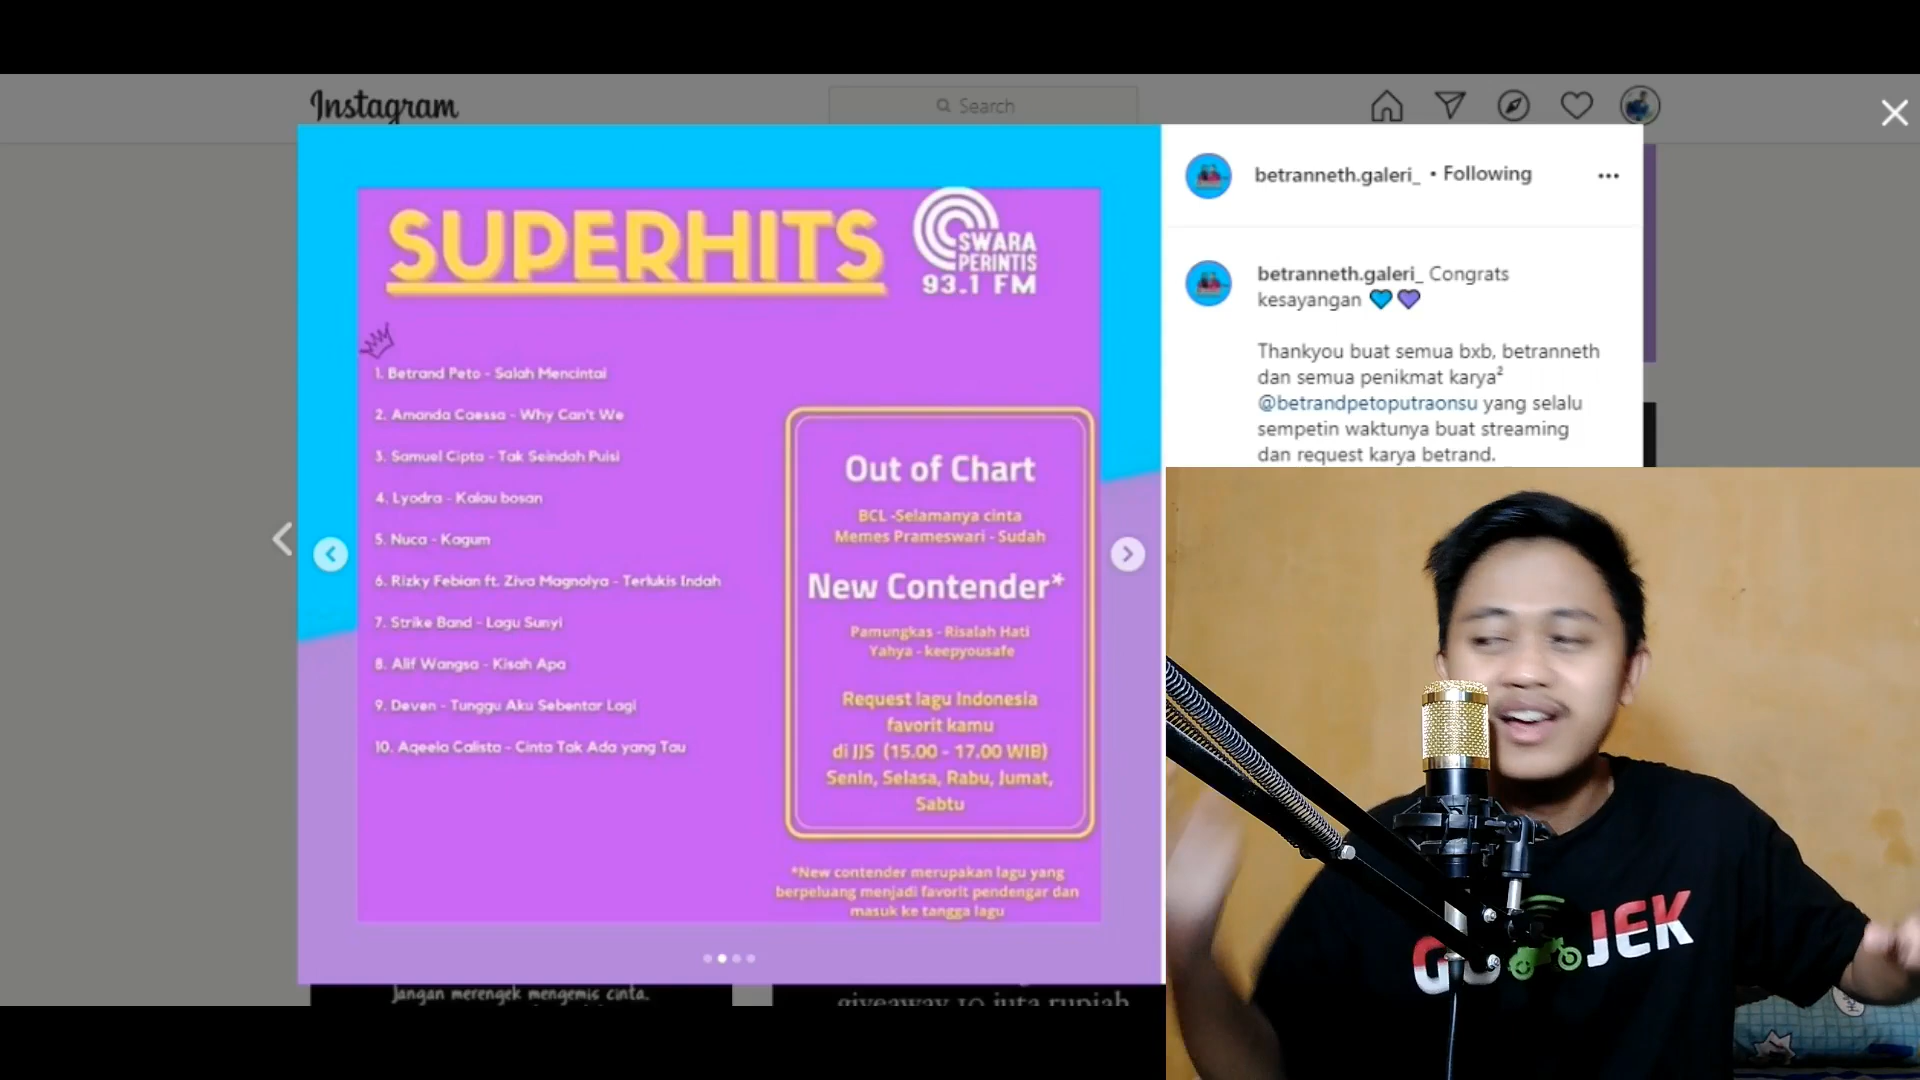 Instagram
Search
SUPERHITS
SWARA
PERINTIS
93.1 FM
1. Betrand Peto - Salah Mencintai
2. Amanda Caessa - Why Can't We
3. Samuel Cipta - Tak Seindah Puisi
4. Lyodra - Kalau bosan
5. Nuca - Kagum
6. Rizky Febian ft. Ziva Magnolya - Terlukis Indah
7. Strike Band - Lagu Sunyi
8. Alif Wangsa - Kisah Apa
9. Deven - Tunggu Aku Sebentar Lagi
10. Aqeela Calista - Cinta Tak Ada yang Tau
Out of Chart
BCL -Selamanya cinta
Memes Prameswari - Sudah
New Contender*
Pamungkas - Risalah Hati
Yahya - keepyousafe
Request lagu Indonesia
favorit kamu
di JJS (15.00 - 17.00 WIB)
Senin, Selasa, Rabu, Jumat,
Sabtu
*New contender merupakan lagu yang
berpeluang menjadi favorit pendengar dan
masuk ke tangga lagu
betranneth.galeri_ • Following
betranneth.galeri_ Congrats
kesayangan
Thankyou buat semua bxb, betranneth
dan semua penikmat karya²
@betrandpetoputraonsu yang selalu
sempetin waktunya buat streaming
dan request karya betrand.
Jangan merengek mengemis cinta.
giveaway 10 juta rupiah
JEK